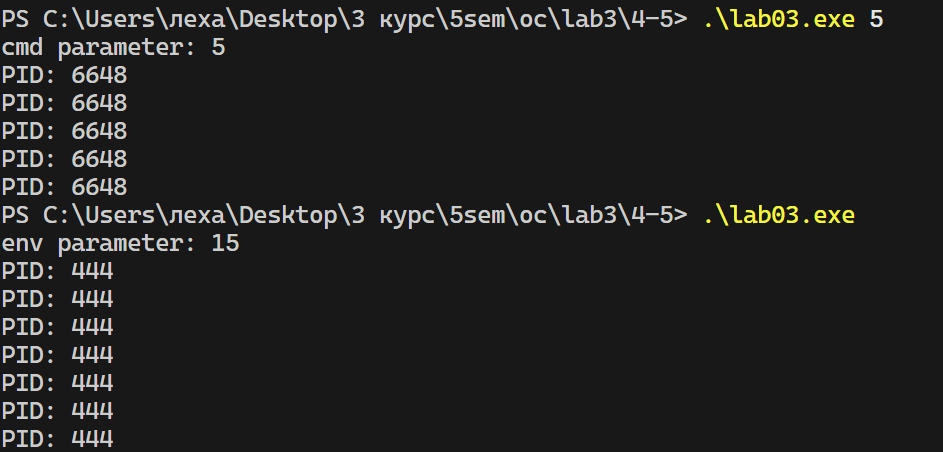 PS C:\Users\леха\Desktop\3 курс\5sem\ос\lab3\4-5> .\lab03.exe 5
cmd parameter: 5
PID: 6648
PID: 6648
PID: 6648
PID: 6648
PID: 6648
PS C:\Users\леха\Desktop\3 курс\5sem\ос\lab3\4-5> .\lab03.exe
env parameter: 15
PID: 444
PID: 444
PID: 444
PID: 444
PID: 444
PID: 444
PID: 444